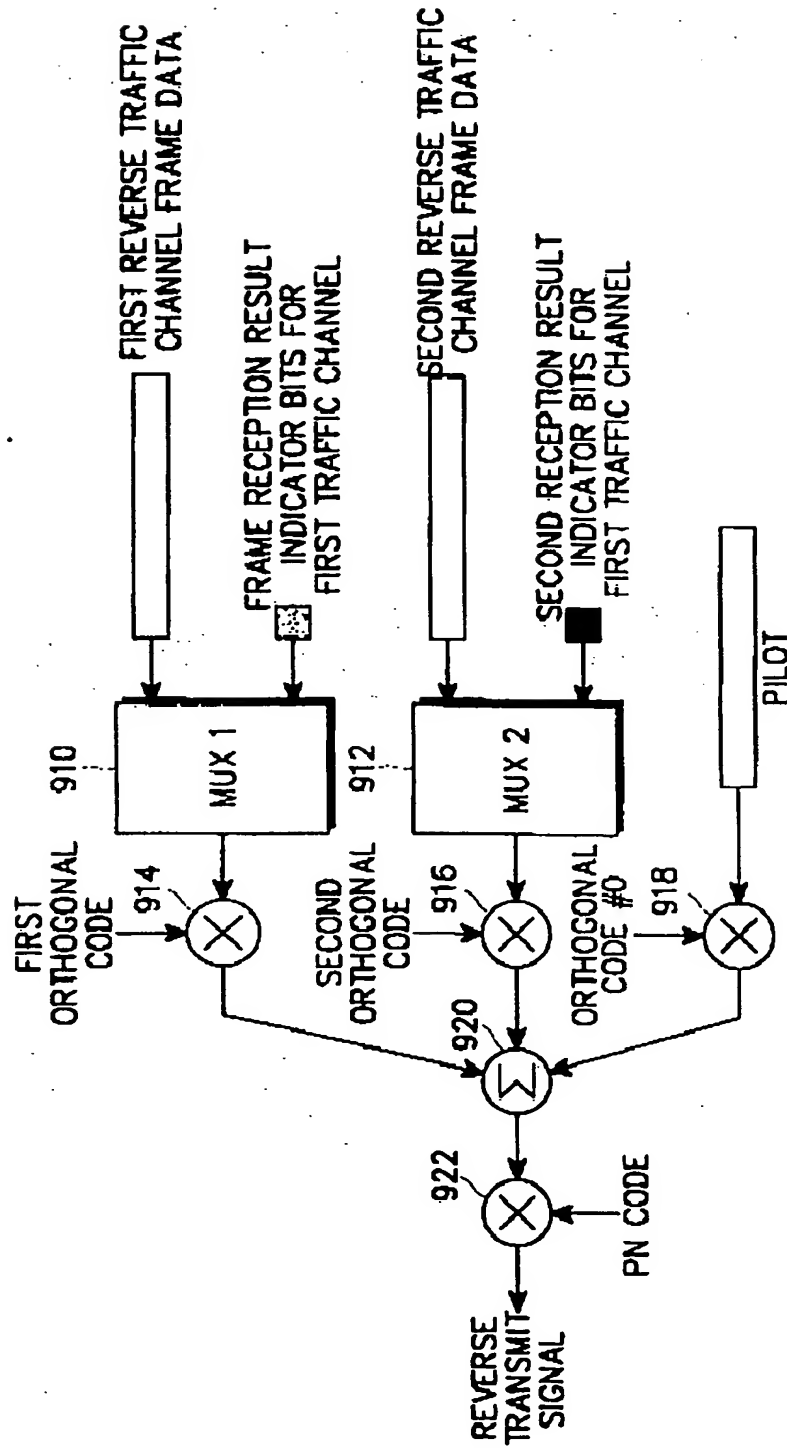 FIRST REVERSE TRAFFIC
CHANNEL FRAME DATA
FRAME RECEPTION RESULT
INDICATOR BITS FOR
FIRST TRAFFIC CHANNEL
910
MUX 1
FIRST
ORTHOGONAL
CODE
914
SECOND REVERSE TRAFFIC
CHANNEL FRAME DATA
SECOND RECEPTION RESULT
INDICATOR BITS FOR
FIRST TRAFFIC CHANNEL
912
MUX 2
SECOND
ORTHOGONAL
CODE
916
PILOT
ORTHOGONAL
CODE #0
918
920
Σ
922
PN CODE
REVERSE
TRANSMIT
SIGNAL